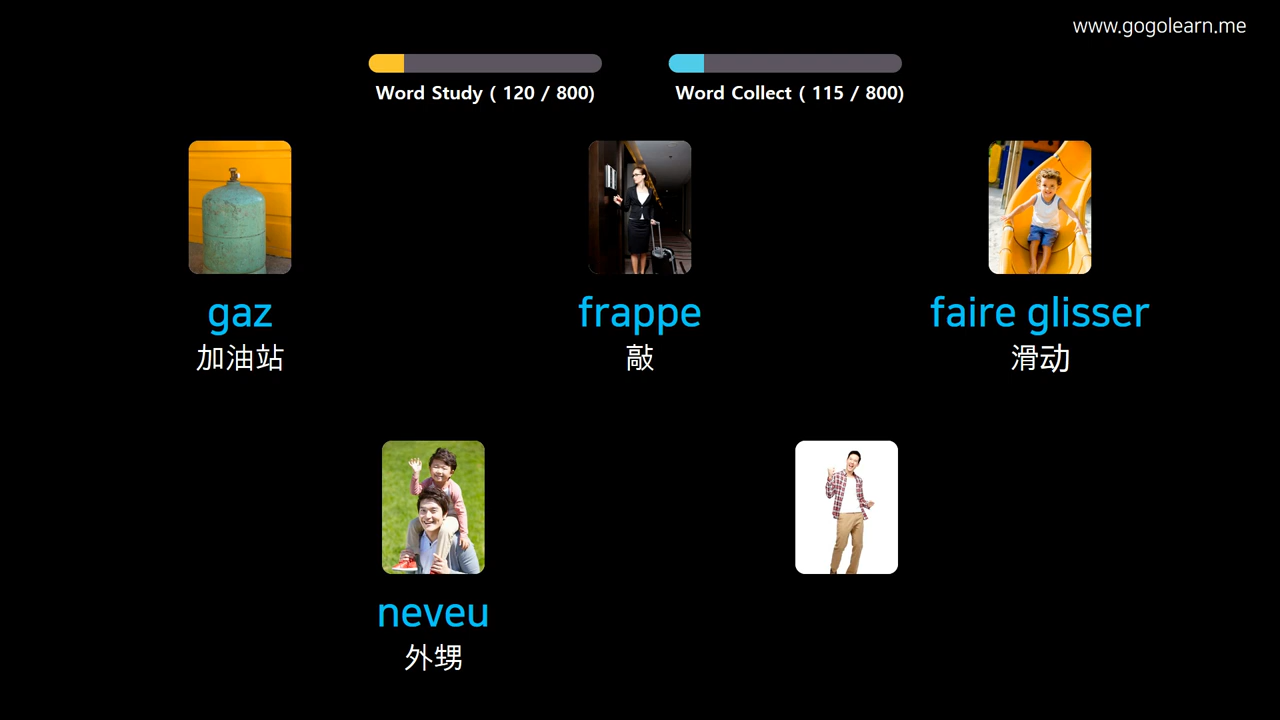 www.gogolearn.me
Word Study ( 120 / 800)
Word Collect ( 115 / 800)
gaz
加油站
frappe
敲
faire glisser
滑动
neveu
外甥